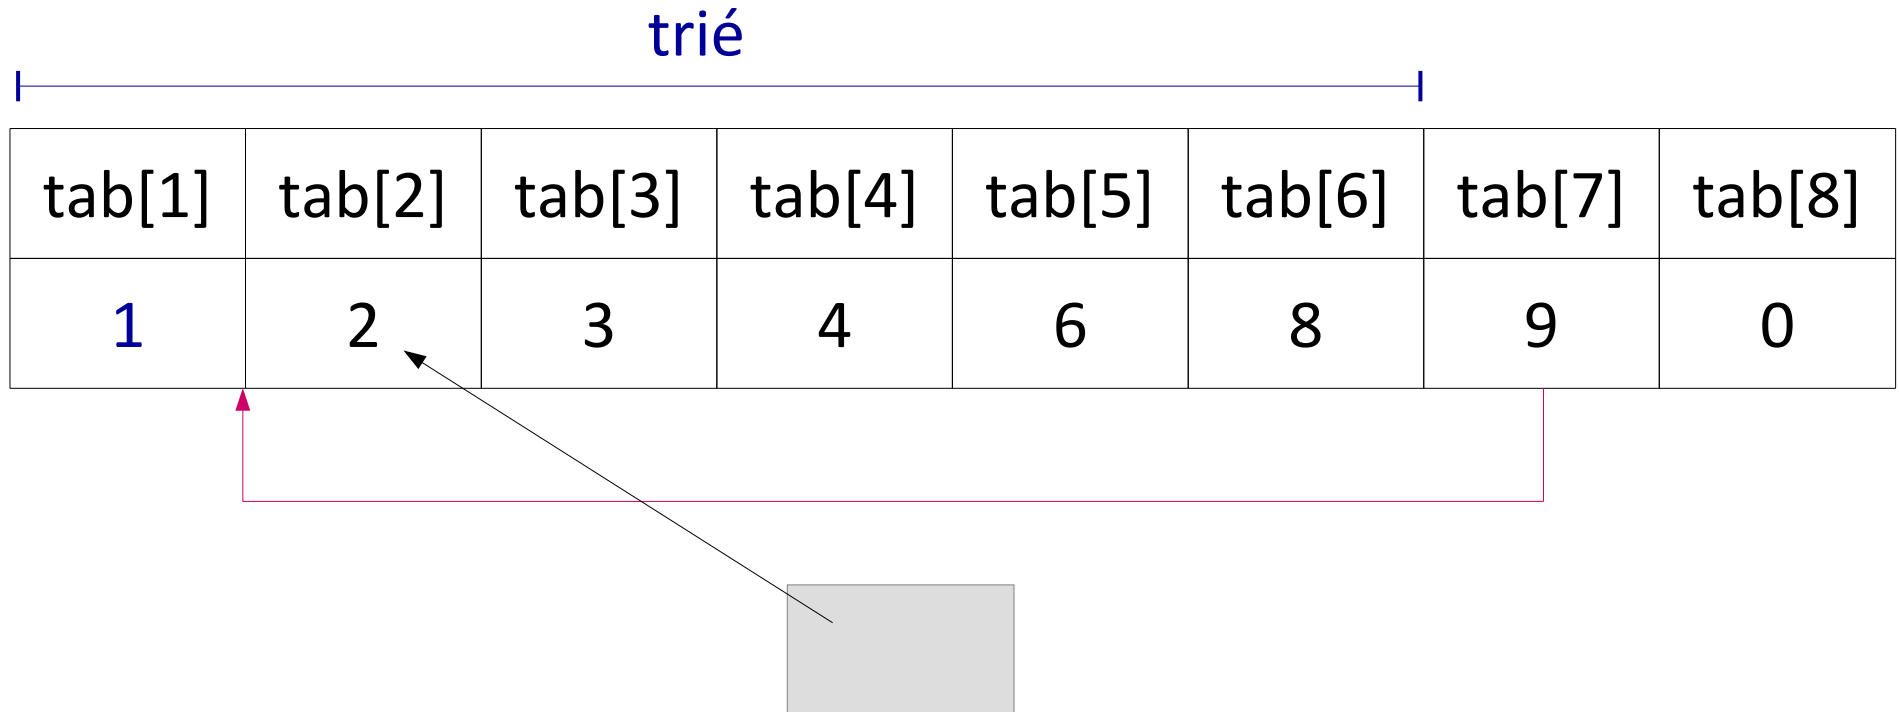 trié
tab[1] tab[2] tab[3] tab[4] tab[5] tab[6] tab[7] tab[8]
1 2 3 4 6 8 9 0